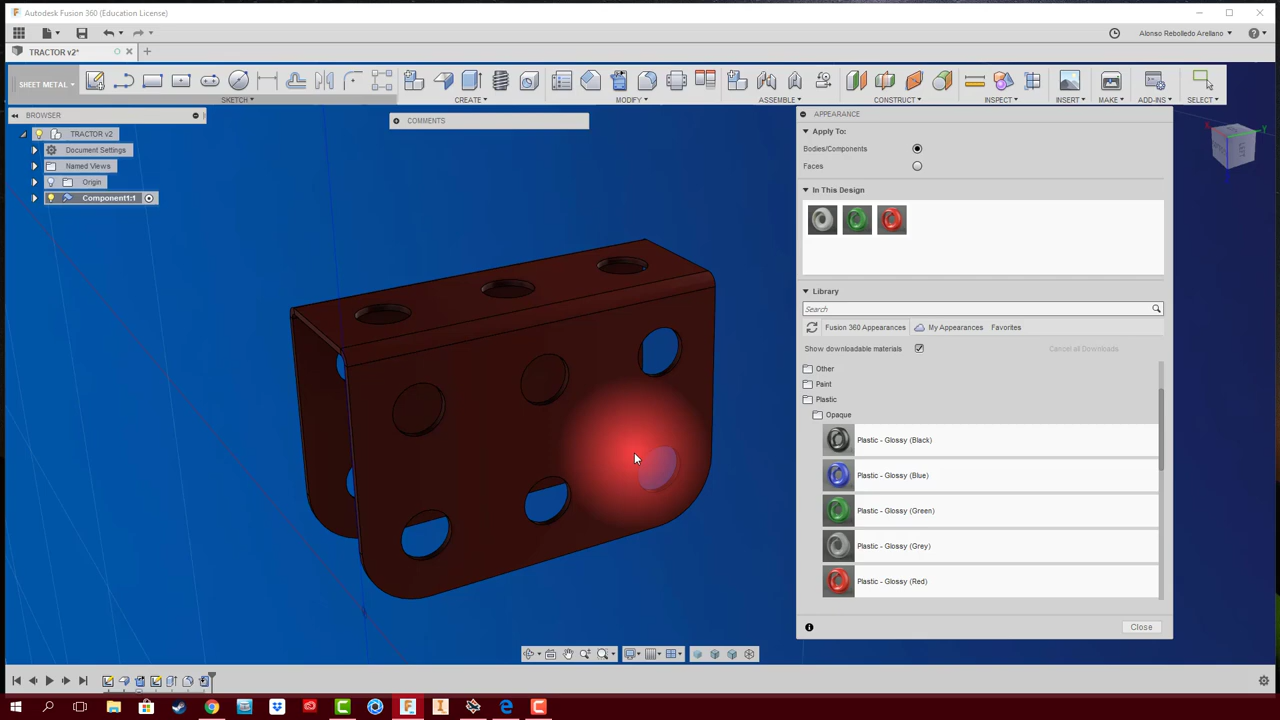 Autodesk Fusion 360 (Education License)
Alonso Rebolledo Arellano
TRACTOR v2*
SHEET METAL
SKETCH
CREATE
MODIFY
ASSEMBLE
CONSTRUCT
INSPECT
INSERT
MAKE
ADD-INS
SELECT
BROWSER
COMMENTS
APPEARANCE
TRACTOR v2
Document Settings
Named Views
Origin
Component1:1
Apply To:
Bodies/Components
Faces
In This Design
Library
Search
Fusion 360 Appearances
My Appearances
Favorites
Show downloadable materials
Cancel all Downloads
Other
Paint
Plastic
Opaque
Plastic - Glossy (Black)
Plastic - Glossy (Blue)
Plastic - Glossy (Green)
Plastic - Glossy (Grey)
Plastic - Glossy (Red)
Close